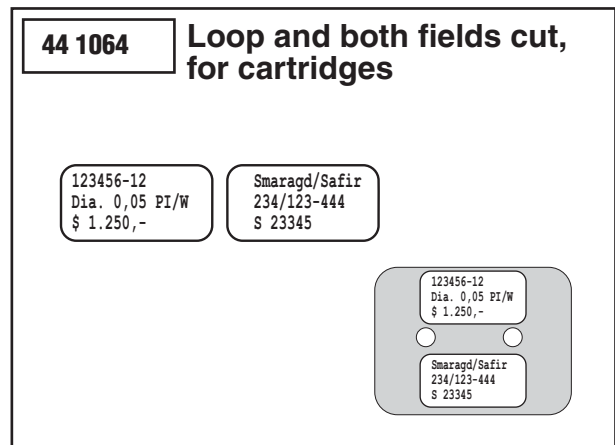 44 1064
Loop and both fields cut,
for cartridges
123456-12
Dia. 0,05 PI/W
$ 1.250,-
Smaragd/Safir
234/123-444
S 23345
123456-12
Dia. 0,05 PI/W
$ 1.250,-
Smaragd/Safir
234/123-444
S 23345